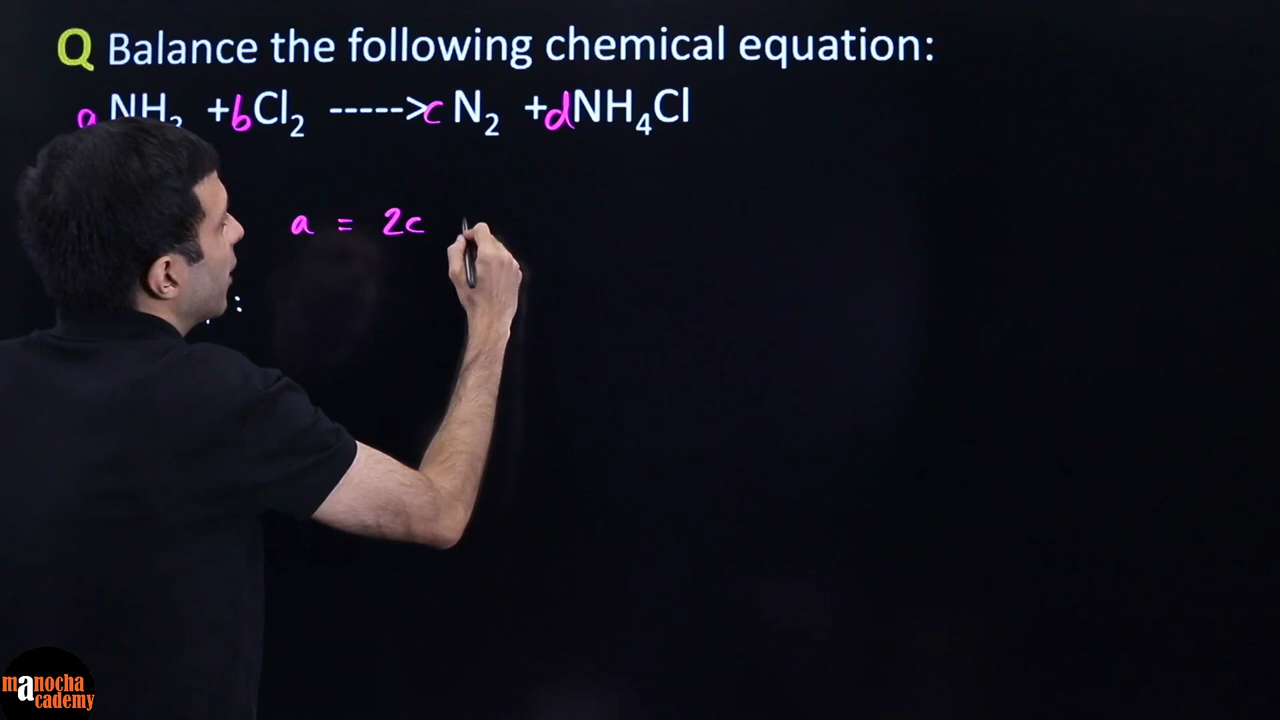 Q Balance the following chemical equation:
a NH₃ +bCl₂ ----->c N₂ +dNH₄Cl
a = 2c
:
manocha
academy